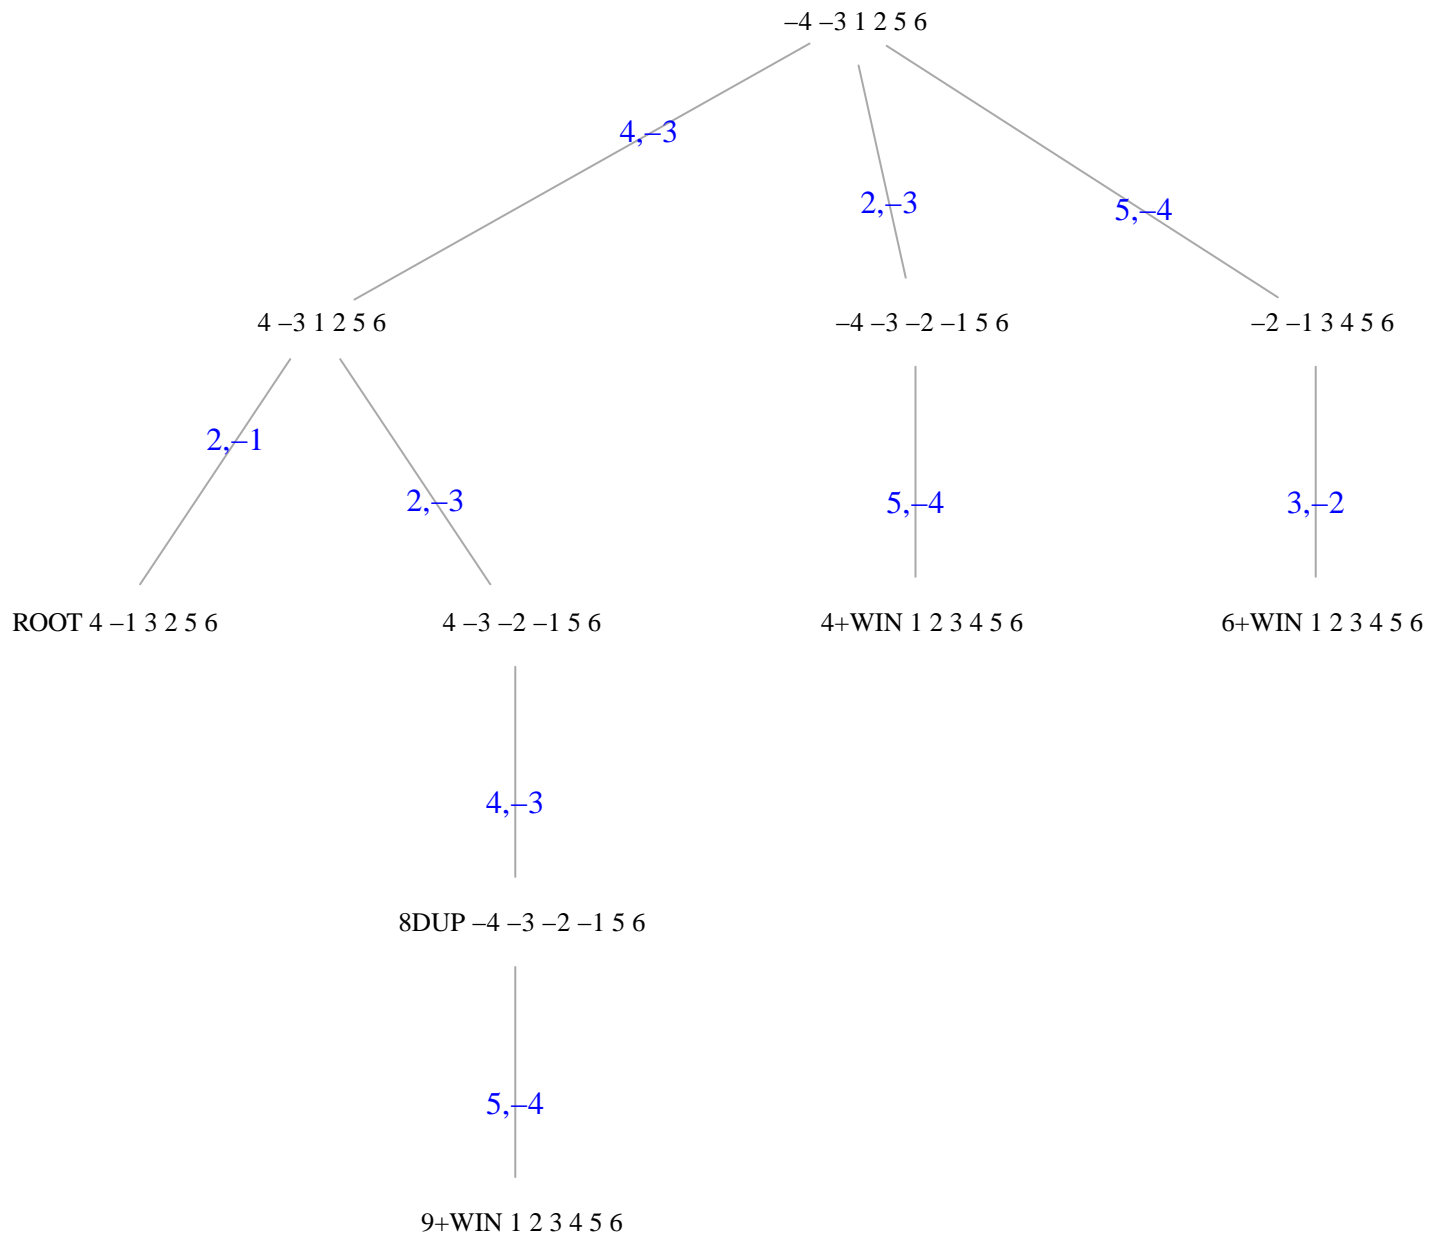 –4 –3 1 2 5 6
4,–3
2,–3
5,–4
4 –3 1 2 5 6
–4 –3 –2 –1 5 6
–2 –1 3 4 5 6
2,–1
2,–3
5,–4
3,–2
ROOT 4 –1 3 2 5 6
4 –3 –2 –1 5 6
4+WIN 1 2 3 4 5 6
6+WIN 1 2 3 4 5 6
4,–3
8DUP –4 –3 –2 –1 5 6
5,–4
9+WIN 1 2 3 4 5 6